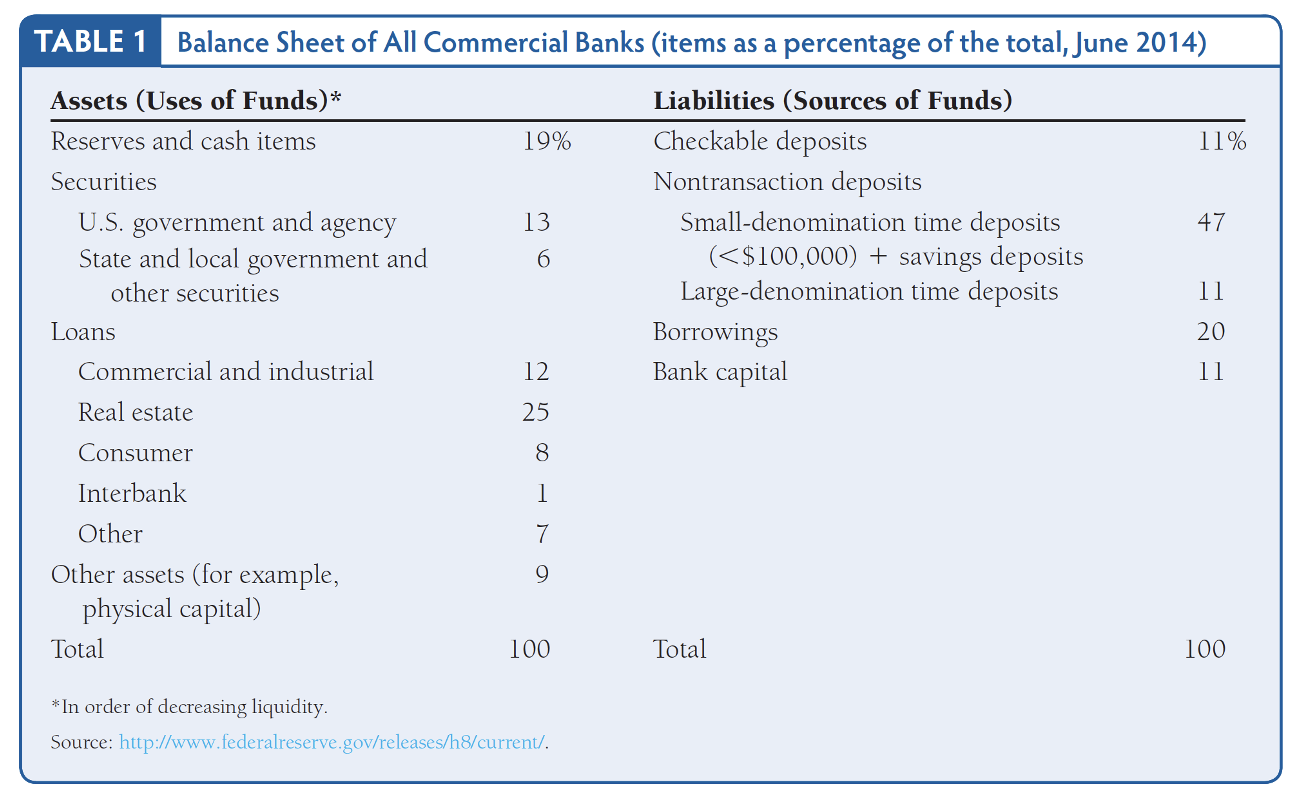 TABLE 1 Balance Sheet of All Commercial Banks (items as a percentage of the total, June 2014)
Assets (Uses of Funds)* Liabilities (Sources of Funds)
Reserves and cash items 19% Checkable deposits 11%
Securities Nontransaction deposits
U.S. government and agency 13 Small-denomination time deposits 47
(<$100,000) + savings deposits
State and local government and 6
other securities Large-denomination time deposits 11
Loans Borrowings 20
Commercial and industrial 12 Bank capital 11
Real estate 25
Consumer 8
Interbank 1
Other 7
Other assets (for example, 9
physical capital)
Total 100 Total 100
*In order of decreasing liquidity.
Source: http://www.federalreserve.gov/releases/h8/current/.